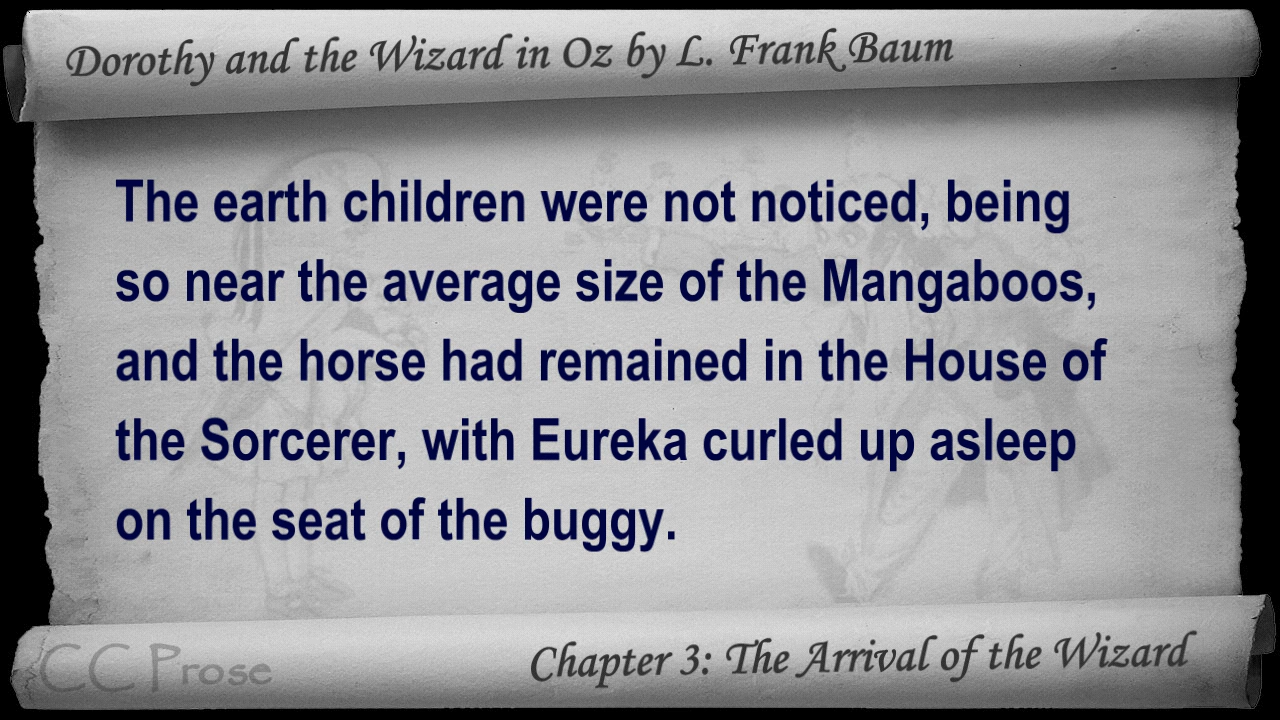 Dorothy and the Wizard in Oz by L. Frank Baum
The earth children were not noticed, being
so near the average size of the Mangaboos,
and the horse had remained in the House of
the Sorcerer, with Eureka curled up asleep
on the seat of the buggy.
CC Prose
Chapter 3: The Arrival of the Wizard